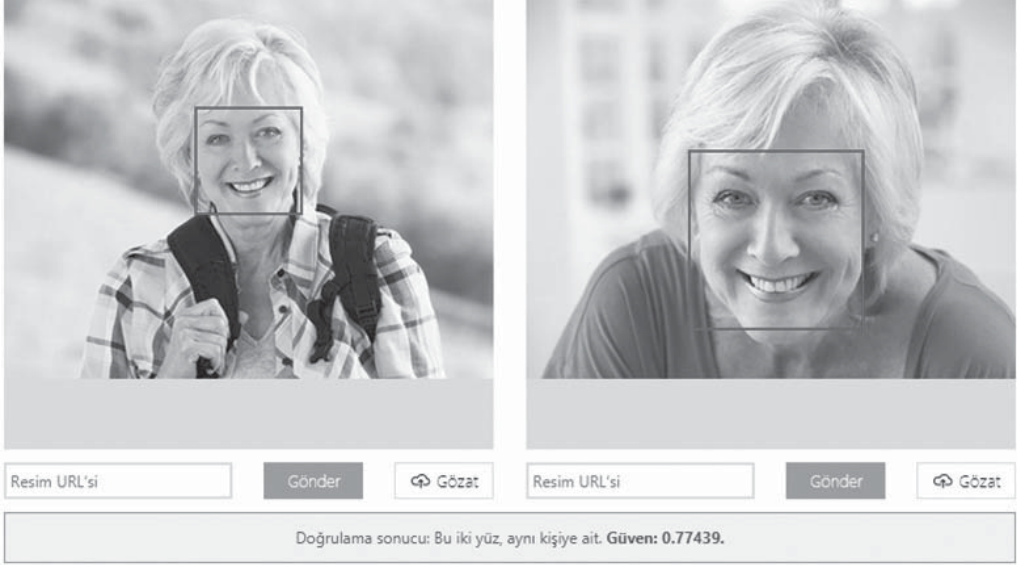 Resim URL'si
Gönder
Gözat
Resim URL'si
Gönder
Gözat
Doğrulama sonucu: Bu iki yüz, aynı kişiye ait. Güven: 0.77439.